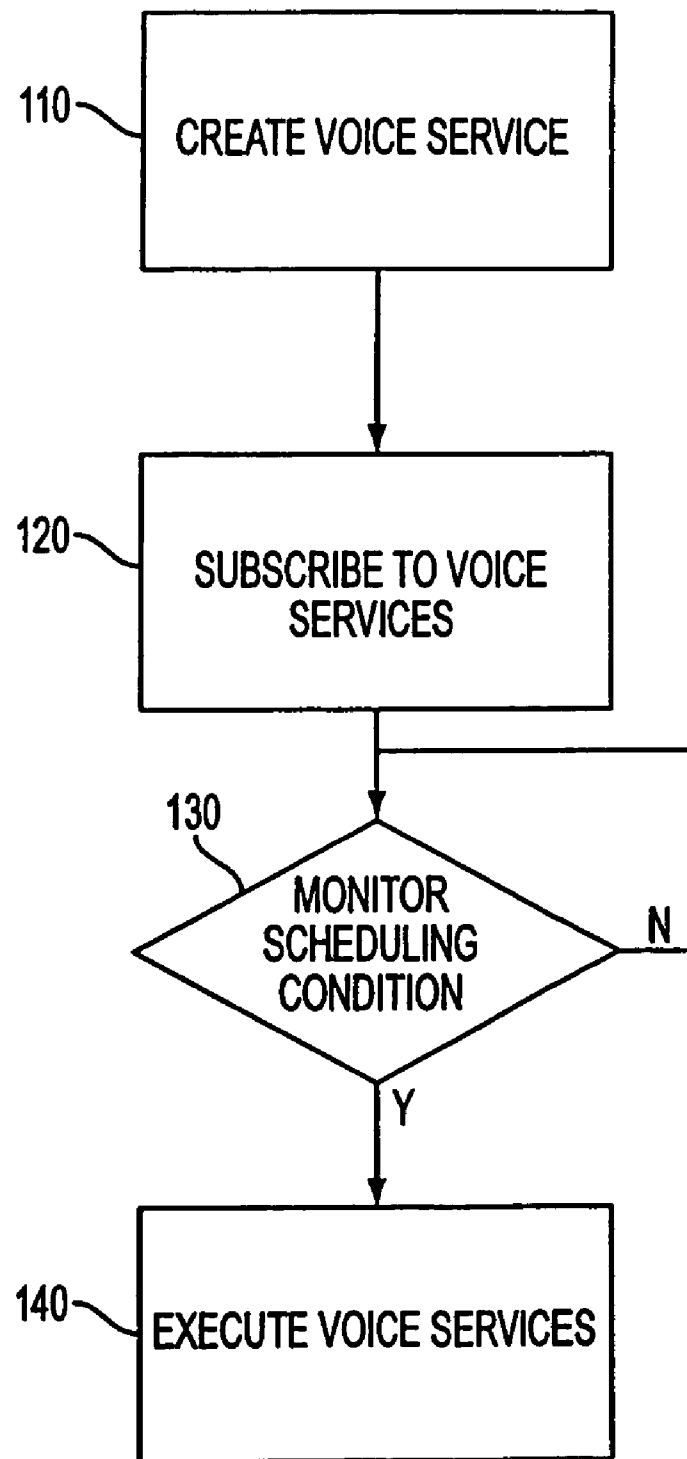 110
CREATE VOICE SERVICE
120
SUBSCRIBE TO VOICE
SERVICES
130
MONITOR
SCHEDULING
CONDITION
N
Y
140
EXECUTE VOICE SERVICES